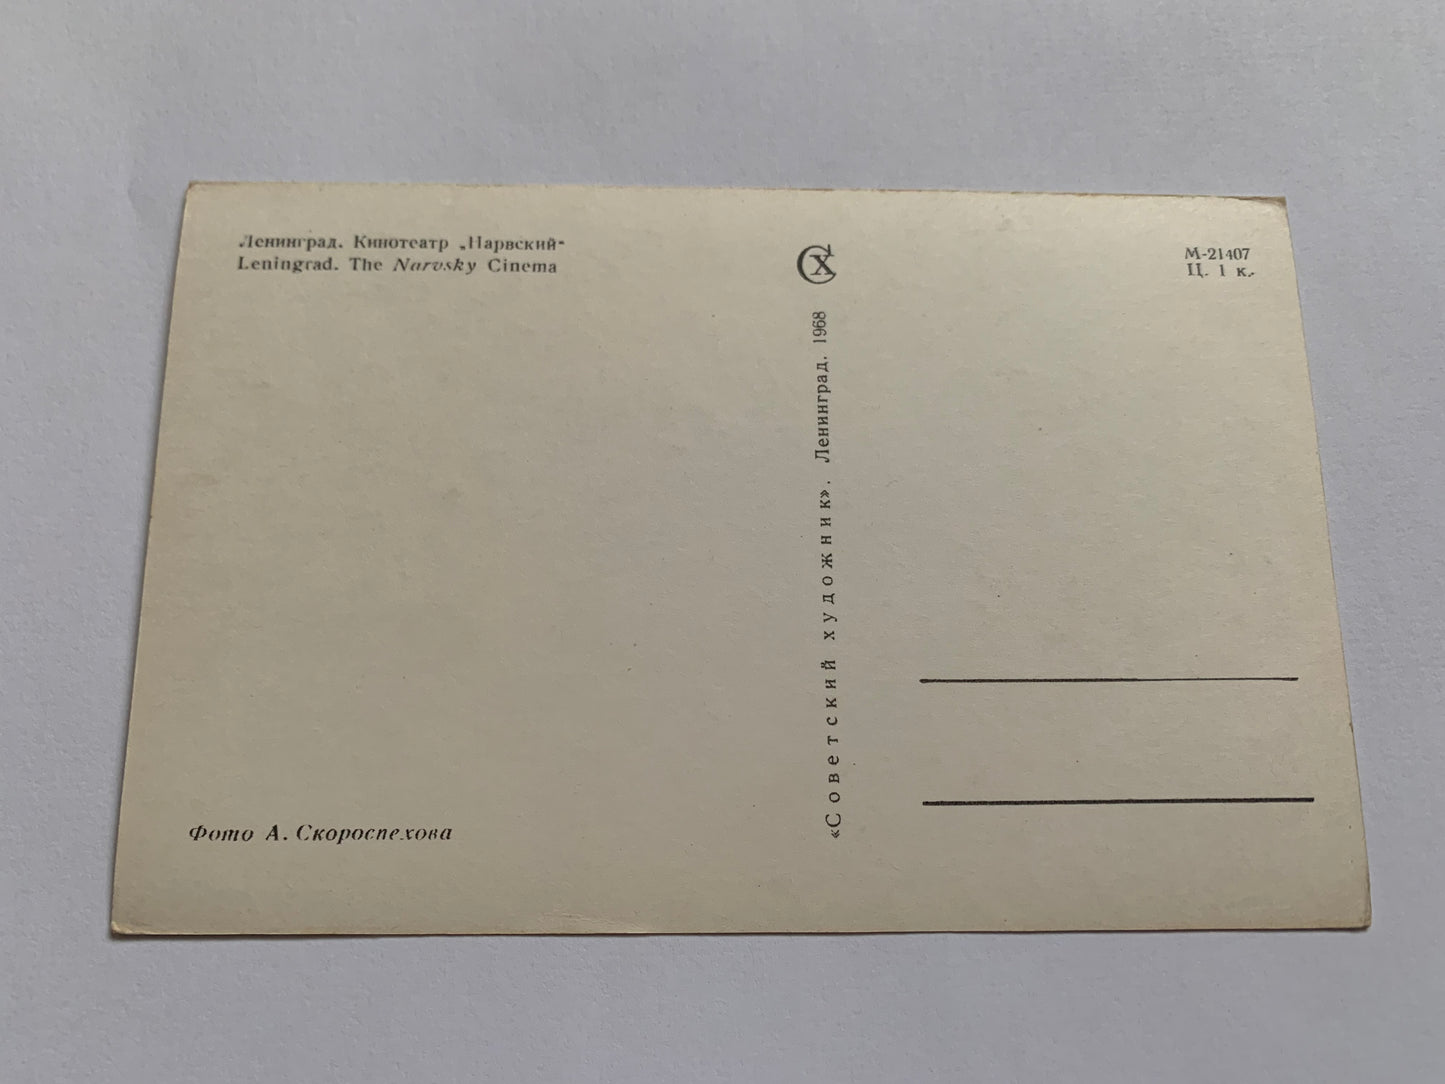 Ленинград. Кинотеатр „Нарвский“
Leningrad. The Narvsky Cinema
СХ
М-21407
Ц. 1 к.
«Советский художник». Ленинград. 1968
Фото А. Скороспехова